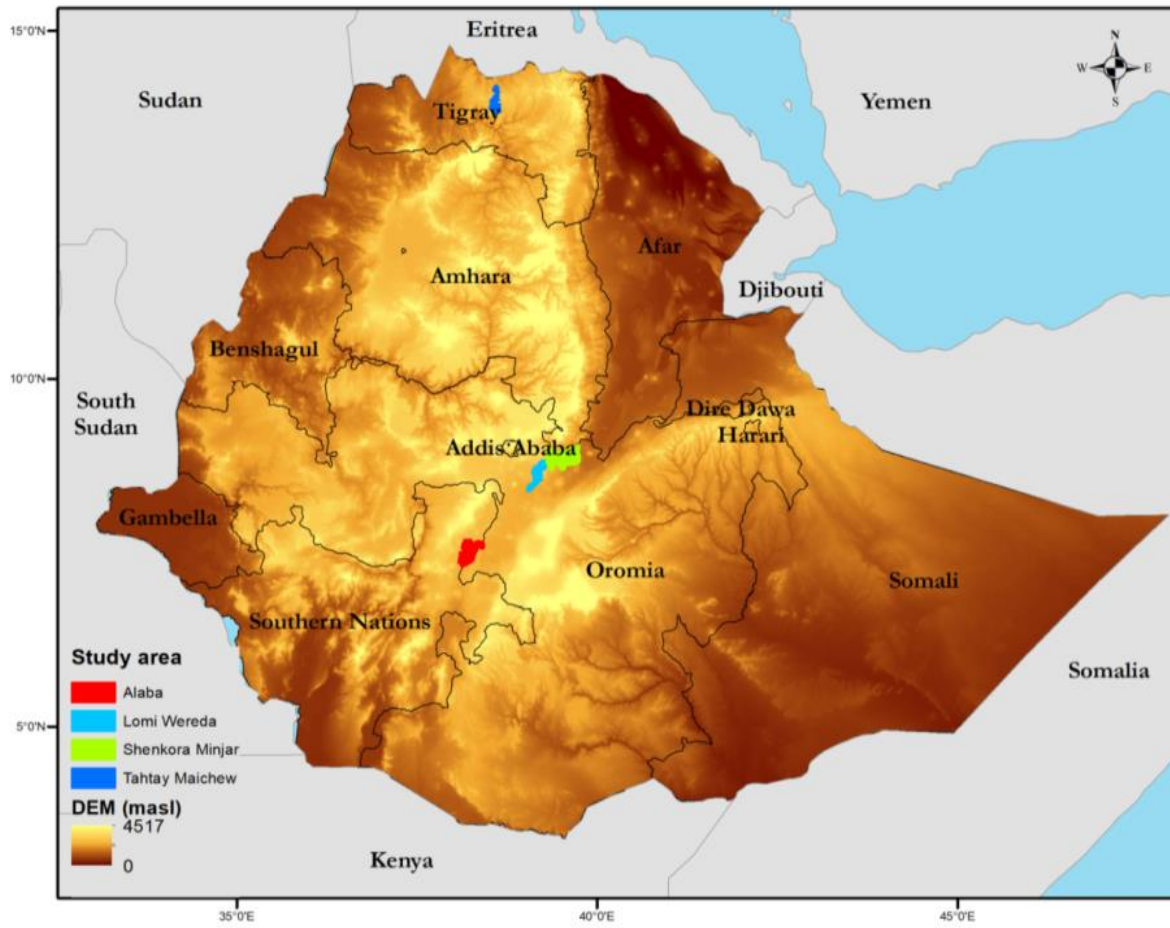 15°0'N
Eritrea
N
W
E
S
Sudan
Yemen
Tigray
Afar
Amhara
Djibouti
Benshagul
10°0'N
South
Sudan
Dire Dawa
Harari
Addis Ababa
Gambella
Oromia
Somali
Southern Nations
Study area
Somalia
Alaba
Lomi Wereda
5°0'N
Shenkora Minjar
Tahtay Maichew
DEM (masl)
4517
0
Kenya
35°0'E
40°0'E
45°0'E